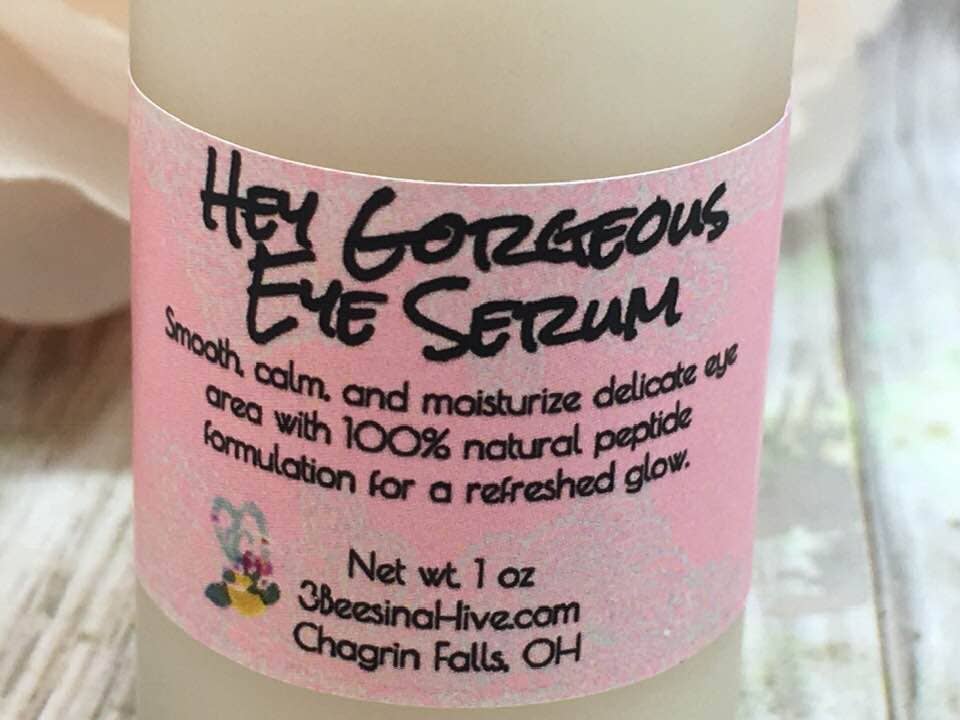 Hey Gorgeous
Eye Serum
Smooth, calm, and moisturize delicate eye
area with 100% natural peptide
formulation for a refreshed glow.
Net wt. 1 oz
3BeesinaHive.com
Chagrin Falls, OH